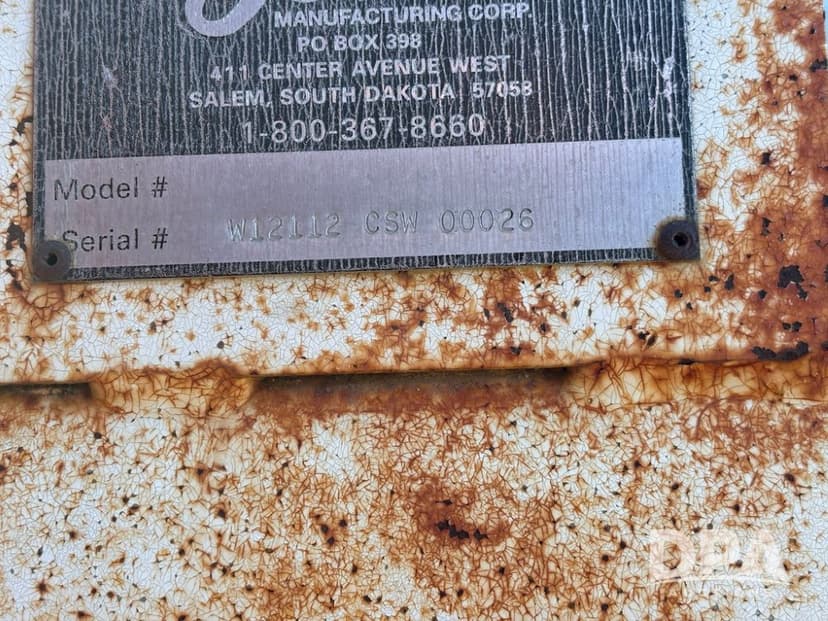 MANUFACTURING CORP.
PO BOX 398
411 CENTER AVENUE WEST
SALEM, SOUTH DAKOTA 57058
1-800-367-8660
Model #
Serial # W12112 CSW 00026
DPA